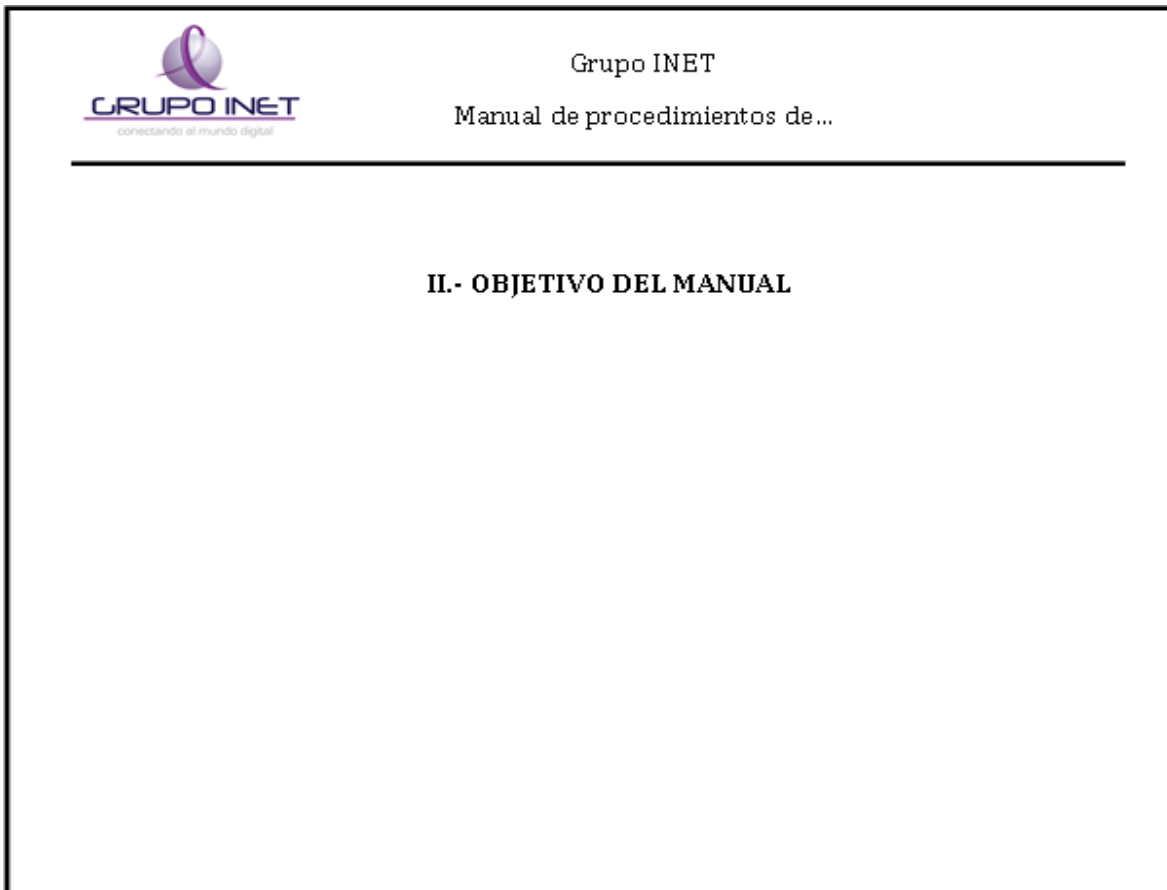 GRUPO INET
conectando al mundo digital
Grupo INET
Manual de procedimientos de...
II.- OBJETIVO DEL MANUAL